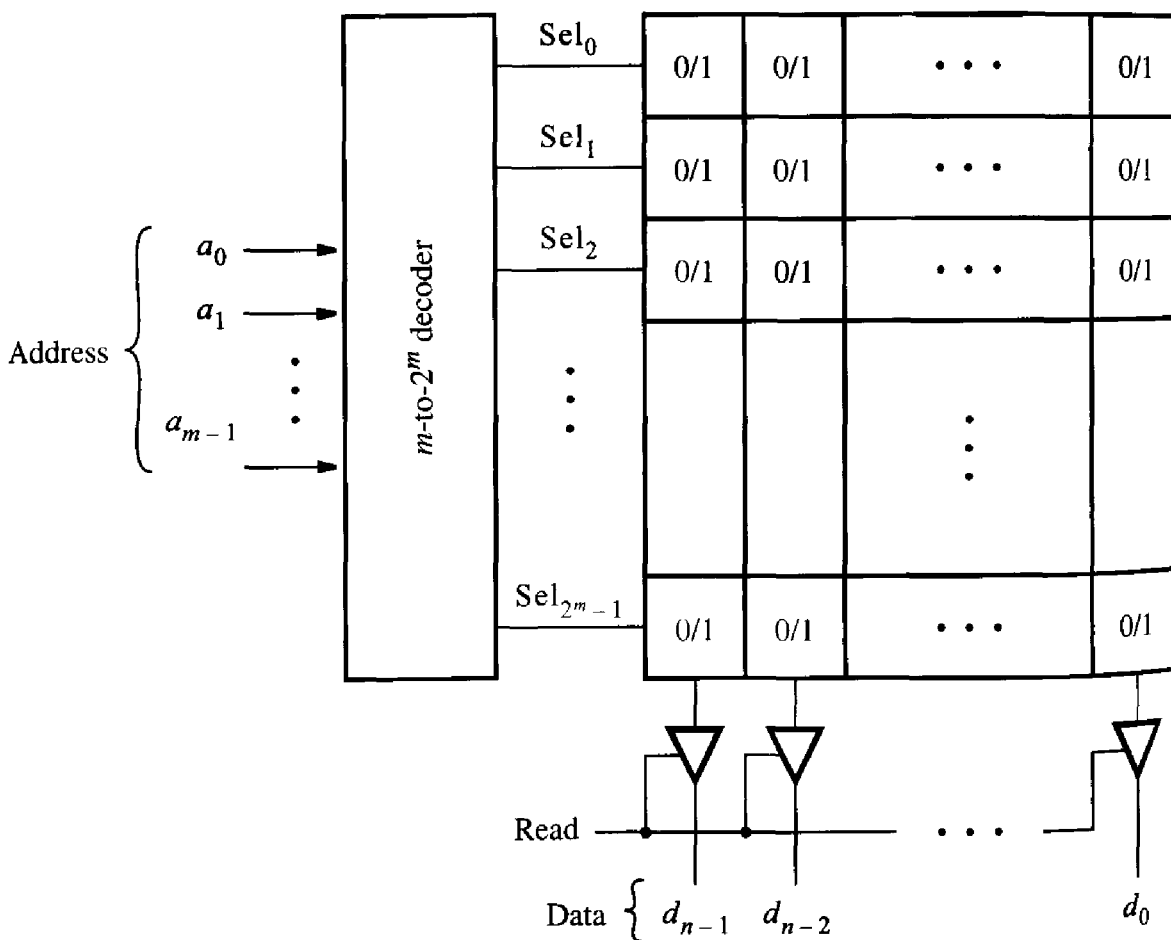 Sel₀
0/1 0/1 • • • 0/1
Sel₁
0/1 0/1 • • • 0/1
Sel₂
0/1 0/1 • • • 0/1
Address
a₀
a₁
aₘ₋₁
m-to-2ᵐ decoder
Sel₂ᵐ₋₁
0/1 0/1 • • • 0/1
Read • • •
Data { dₙ₋₁ dₙ₋₂ d₀